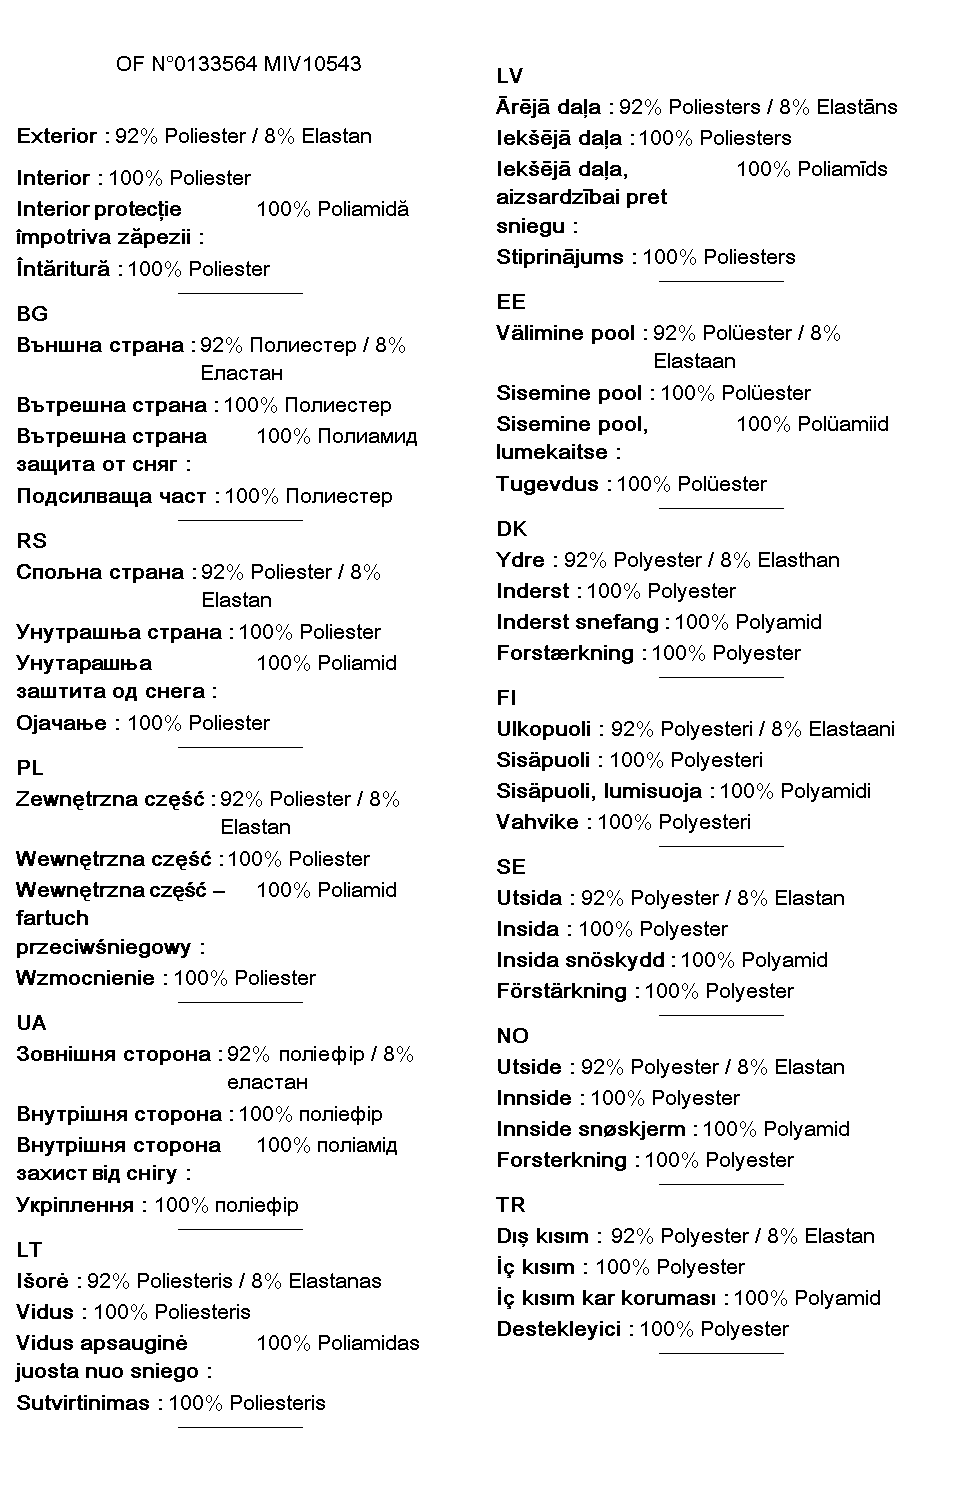 OF N°0133564 MIV10543
Exterior : 92% Poliester / 8% Elastan
Interior : 100% Poliester
Interior protecție 100% Poliamidă
împotriva zăpezii :
Întăritură : 100% Poliester
BG
Външна страна : 92% Полиестер / 8%
Еластан
Вътрешна страна : 100% Полиестер
Вътрешна страна 100% Полиамид
защита от сняг :
Подсилваща част : 100% Полиестер
RS
Спољна страна : 92% Poliester / 8%
Elastan
Унутрашња страна : 100% Poliester
Унутарашња 100% Poliamid
заштита од снега :
Ојачање : 100% Poliester
PL
Zewnętrzna część : 92% Poliester / 8%
Elastan
Wewnętrzna część : 100% Poliester
Wewnętrzna część – 100% Poliamid
fartuch
przeciwśniegowy :
Wzmocnienie : 100% Poliester
UA
Зовнішня сторона : 92% поліефір / 8%
еластан
Внутрішня сторона : 100% поліефір
Внутрішня сторона 100% поліамід
захист від снігу :
Укріплення : 100% поліефір
LT
Išorė : 92% Poliesteris / 8% Elastanas
Vidus : 100% Poliesteris
Vidus apsauginė 100% Poliamidas
juosta nuo sniego :
Sutvirtinimas : 100% Poliesteris
LV
Ārējā daļa : 92% Poliesters / 8% Elastāns
Iekšējā daļa : 100% Poliesters
Iekšējā daļa, 100% Poliamīds
aizsardzībai pret
sniegu :
Stiprinājums : 100% Poliesters
EE
Välimine pool : 92% Polüester / 8%
Elastaan
Sisemine pool : 100% Polüester
Sisemine pool, 100% Polüamiid
lumekaitse :
Tugevdus : 100% Polüester
DK
Ydre : 92% Polyester / 8% Elasthan
Inderst : 100% Polyester
Inderst snefang : 100% Polyamid
Forstærkning : 100% Polyester
FI
Ulkopuoli : 92% Polyesteri / 8% Elastaani
Sisäpuoli : 100% Polyesteri
Sisäpuoli, lumisuoja : 100% Polyamidi
Vahvike : 100% Polyesteri
SE
Utsida : 92% Polyester / 8% Elastan
Insida : 100% Polyester
Insida snöskydd : 100% Polyamid
Förstärkning : 100% Polyester
NO
Utside : 92% Polyester / 8% Elastan
Innside : 100% Polyester
Innside snøskjerm : 100% Polyamid
Forsterkning : 100% Polyester
TR
Dış kısım : 92% Polyester / 8% Elastan
İç kısım : 100% Polyester
İç kısım kar koruması : 100% Polyamid
Destekleyici : 100% Polyester